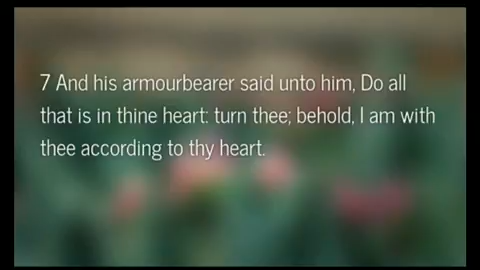 7 And his armourbearer said unto him, Do all
that is in thine heart: turn thee; behold, I am with
thee according to thy heart.